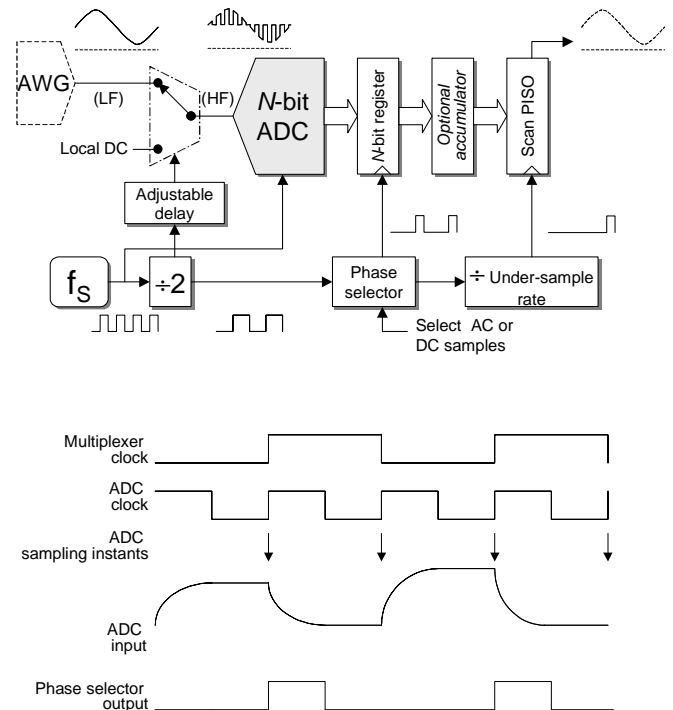 AWG
(LF)
(HF)
Local DC
N-bit
ADC
N-bit register
Optional
accumulator
Scan PISO
Adjustable
delay
fS
÷2
Phase
selector
÷ Under-sample
rate
Select AC or
DC samples
Multiplexer
clock
ADC
clock
ADC
sampling instants
ADC
input
Phase selector
output